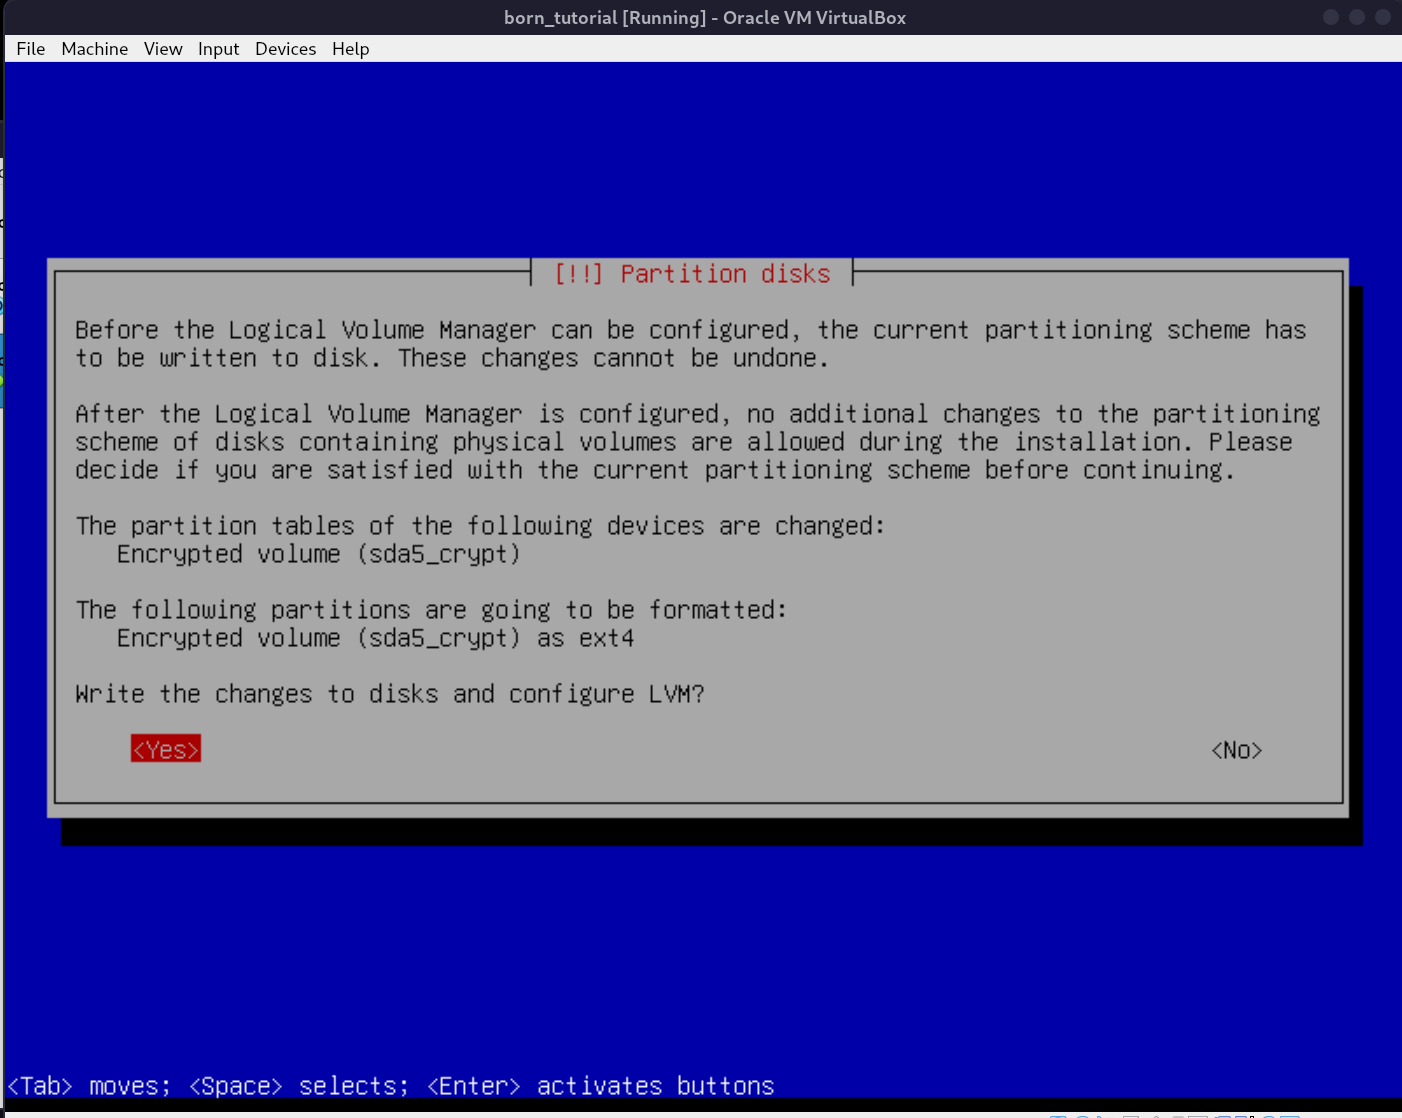 born_tutorial [Running] - Oracle VM VirtualBox
File Machine View Input Devices Help
[!!] Partition disks
Before the Logical Volume Manager can be configured, the current partitioning scheme has
to be written to disk. These changes cannot be undone.
After the Logical Volume Manager is configured, no additional changes to the partitioning
scheme of disks containing physical volumes are allowed during the installation. Please
decide if you are satisfied with the current partitioning scheme before continuing.
The partition tables of the following devices are changed:
Encrypted volume (sda5_crypt)
The following partitions are going to be formatted:
Encrypted volume (sda5_crypt) as ext4
Write the changes to disks and configure LVM?
<Yes> <No>
<Tab> moves; <Space> selects; <Enter> activates buttons